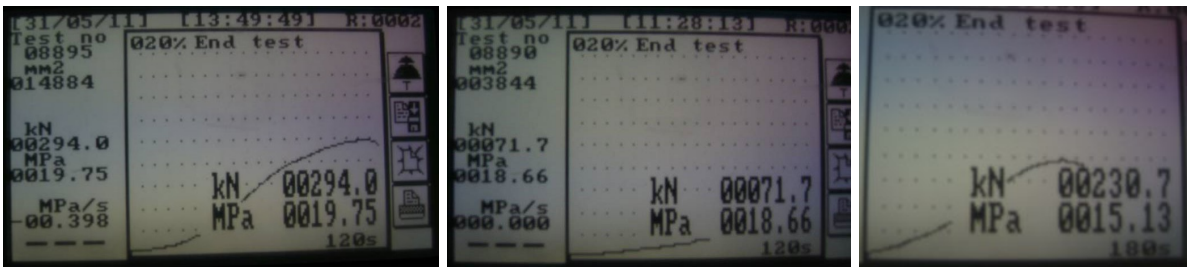 [31/05/11] [13:49:49] R:0002
Test no
08895
020% End test
MM2
014884
kN
00294.0
MPa
0019.75
MPa/s
-00.398
---
kN 00294.0
MPa 0019.75
120s
[31/05/11] [11:28:13] R:000
Test no
08890
020% End test
MM2
003844
kN
00071.7
MPa
0018.66
MPa/s
000.000
---
kN 00071.7
MPa 0018.66
120s
020% End test
kN 00230.7
MPa 0015.13
180s